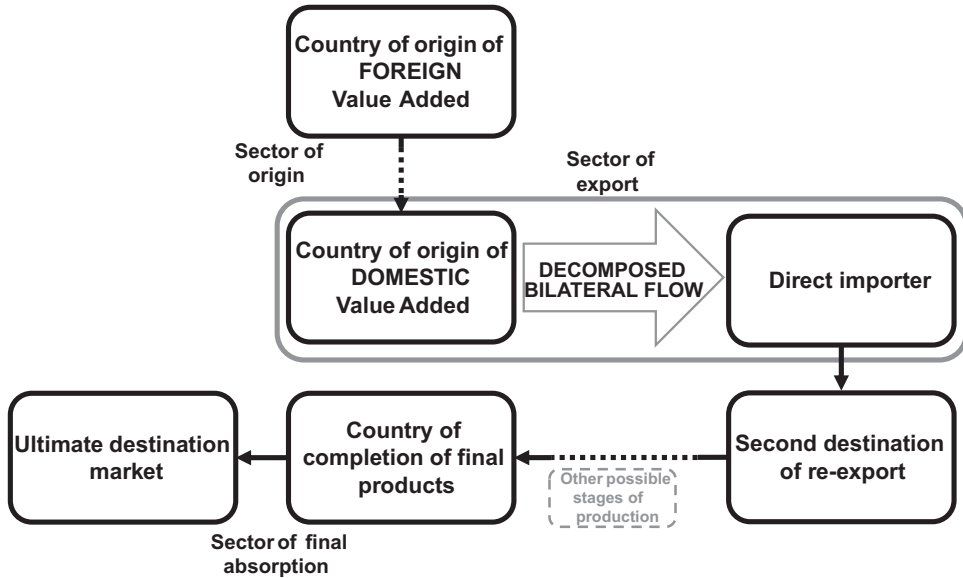 Country of origin of
FOREIGN
Value Added
Sector of
origin
Sector of
export
Country of origin of
DOMESTIC
Value Added
DECOMPOSED
BILATERAL FLOW
Direct importer
Ultimate destination
market
Country of
completion of final
products
Other possible
stages of
production
Second destination
of re-export
Sector of final
absorption